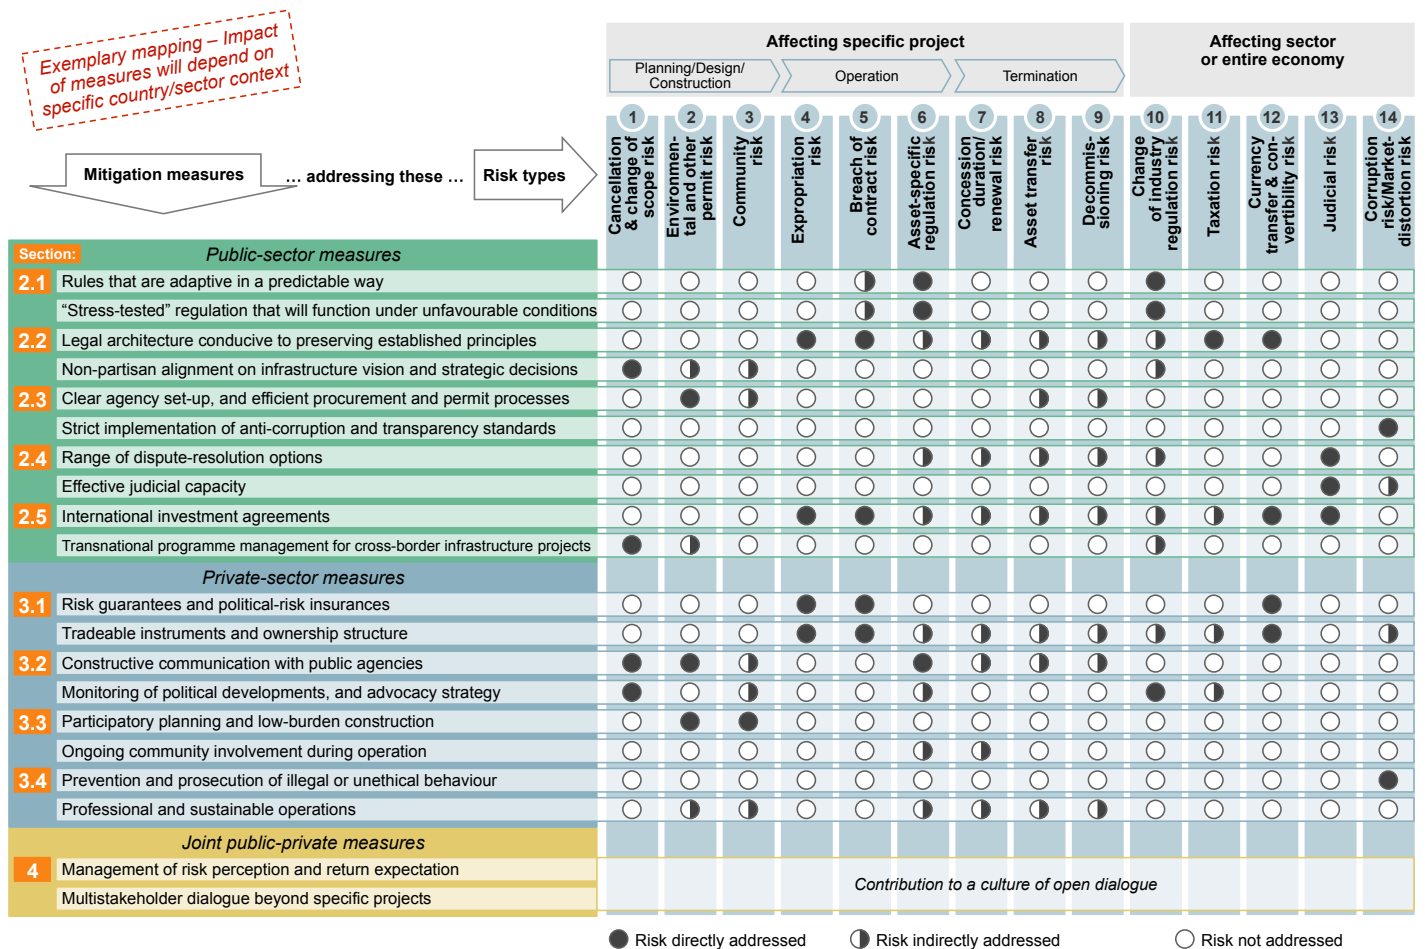 Exemplary mapping – Impact
of measures will depend on
specific country/sector context
Mitigation measures
… addressing these …
Risk types
Affecting specific project
Affecting sector
or entire economy
Planning/Design/
Construction
Operation
Termination
1
2
3
4
5
6
7
8
9
10
11
12
13
14
Cancellation
& change of
scope risk
Environmen-
tal and other
permit risk
Community
risk
Expropriation
risk
Breach of
contract risk
Asset-specific
regulation risk
Concession
duration/
renewal risk
Asset transfer
risk
Decommis-
sioning risk
Change
of industry
regulation risk
Taxation risk
Currency
transfer & con-
vertibility risk
Judicial risk
Corruption
risk/Market-
distortion risk
Section:
Public-sector measures
2.1 Rules that are adaptive in a predictable way
“Stress-tested” regulation that will function under unfavourable conditions
2.2 Legal architecture conducive to preserving established principles
Non-partisan alignment on infrastructure vision and strategic decisions
2.3 Clear agency set-up, and efficient procurement and permit processes
Strict implementation of anti-corruption and transparency standards
2.4 Range of dispute-resolution options
Effective judicial capacity
2.5 International investment agreements
Transnational programme management for cross-border infrastructure projects
Private-sector measures
3.1 Risk guarantees and political-risk insurances
Tradeable instruments and ownership structure
3.2 Constructive communication with public agencies
Monitoring of political developments, and advocacy strategy
3.3 Participatory planning and low-burden construction
Ongoing community involvement during operation
3.4 Prevention and prosecution of illegal or unethical behaviour
Professional and sustainable operations
Joint public-private measures
4 Management of risk perception and return expectation
Multistakeholder dialogue beyond specific projects
Contribution to a culture of open dialogue
Risk directly addressed
Risk indirectly addressed
Risk not addressed